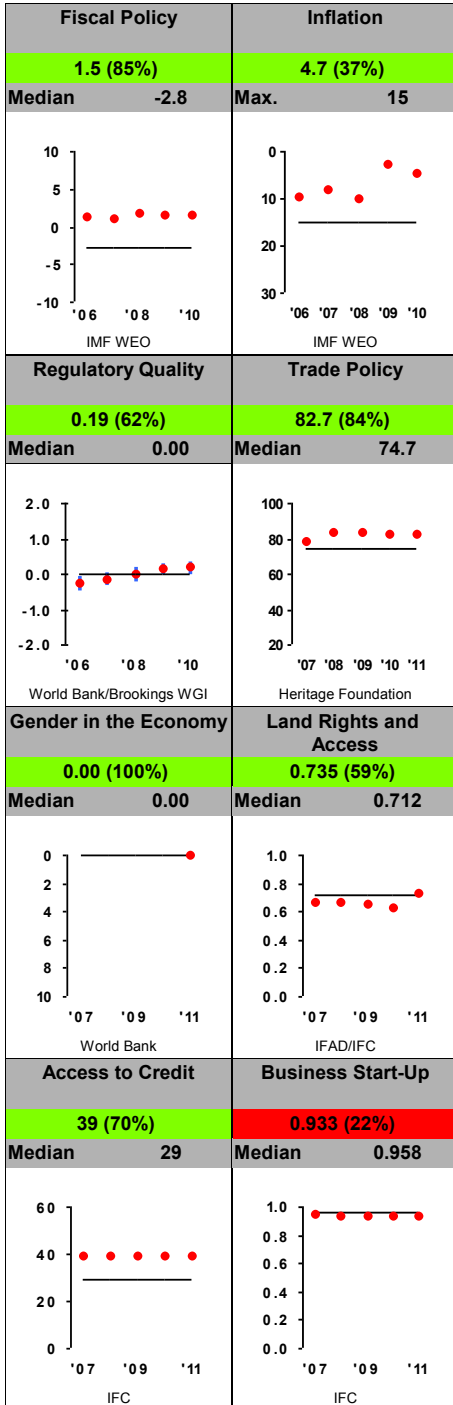 Fiscal Policy
1.5 (85%)
Median -2.8
10
5
0
-5
-10
'06 '08 '10
IMF WEO
Inflation
4.7 (37%)
Max. 15
0
10
20
30
'06 '07 '08 '09 '10
IMF WEO
Regulatory Quality
0.19 (62%)
Median 0.00
2.0
1.0
0.0
-1.0
-2.0
'06 '08 '10
World Bank/Brookings WGI
Trade Policy
82.7 (84%)
Median 74.7
100
80
60
40
20
'07 '08 '09 '10 '11
Heritage Foundation
Gender in the Economy
0.00 (100%)
Median 0.00
0
2
4
6
8
10
'07 '09 '11
World Bank
Land Rights and
Access
0.735 (59%)
Median 0.712
1.0
0.8
0.6
0.4
0.2
0.0
'07 '09 '11
IFAD/IFC
Access to Credit
39 (70%)
Median 29
60
40
20
0
'07 '09 '11
IFC
Business Start-Up
0.933 (22%)
Median 0.958
1.0
0.8
0.6
0.4
0.2
0.0
'07 '09 '11
IFC